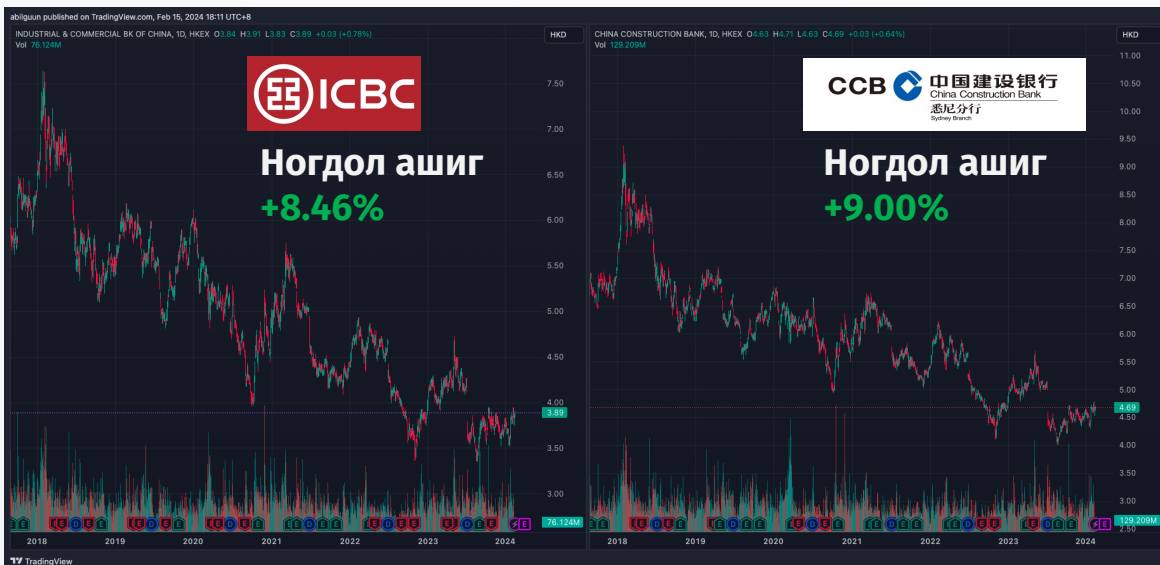 abilguun published on TradingView.com, Feb 15, 2024 18:11 UTC+8
INDUSTRIAL & COMMERCIAL BK OF CHINA, 1D, HKEX O3.84 H3.91 L3.83 C3.89 +0.03 (+0.78%)
Vol 76.124M
HKD
ICBC
Ногдол ашиг
+8.46%
7.50
7.00
6.50
6.00
5.50
5.00
4.50
4.00
3.89
3.50
3.00
76.124M
2018 2019 2020 2021 2022 2023 2024
CHINA CONSTRUCTION BANK, 1D, HKEX O4.63 H4.71 L4.63 C4.69 +0.03 (+0.64%)
Vol 129.209M
HKD
CCB 中国建设银行
China Construction Bank
悉尼分行
Sydney Branch
Ногдол ашиг
+9.00%
11.00
10.50
10.00
9.50
9.00
8.50
8.00
7.50
7.00
6.50
6.00
5.50
5.00
4.69
4.50
4.00
3.50
3.00
129.209M
2.50
2018 2019 2020 2021 2022 2023 2024
TradingView